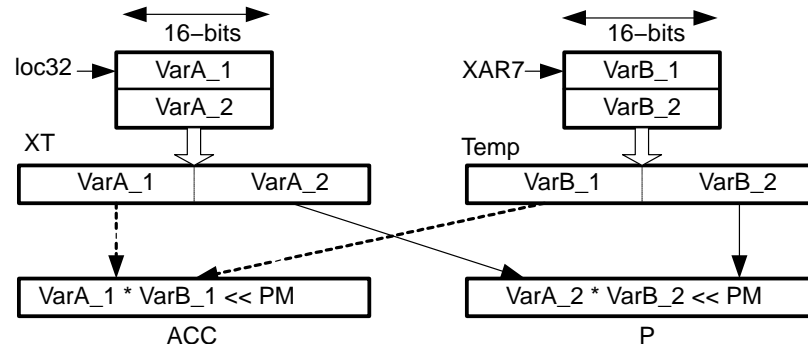 16–bits
16–bits
loc32
VarA_1
XAR7
VarB_1
VarA_2
VarB_2
XT
Temp
VarA_1
VarA_2
VarB_1
VarB_2
VarA_1 * VarB_1 << PM
VarA_2 * VarB_2 << PM
ACC
P